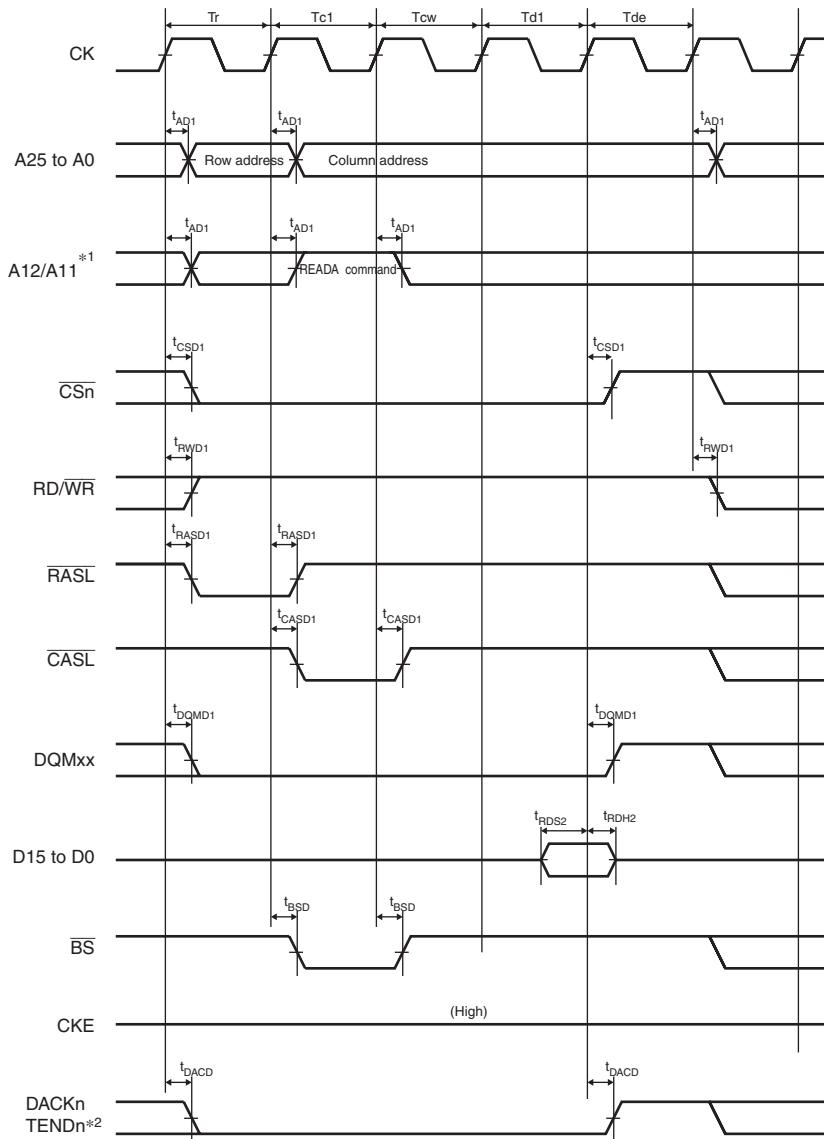 Tr Tc1 Tcw Td1 Tde
CK
tAD1 tAD1 tAD1
A25 to A0 Row address Column address
tAD1 tAD1 tAD1
A12/A11*1 READA command
tCSD1 tCSD1
CSn
tRWD1 tRWD1
RD/WR
tRASD1 tRASD1
RASL
tCASD1 tCASD1
CASL
tDQMD1 tDQMD1
DQMxx
tRDS2 tRDH2
D15 to D0
tBSD tBSD
BS
(High)
CKE
tDACD tDACD
DACKn
TENDn*2